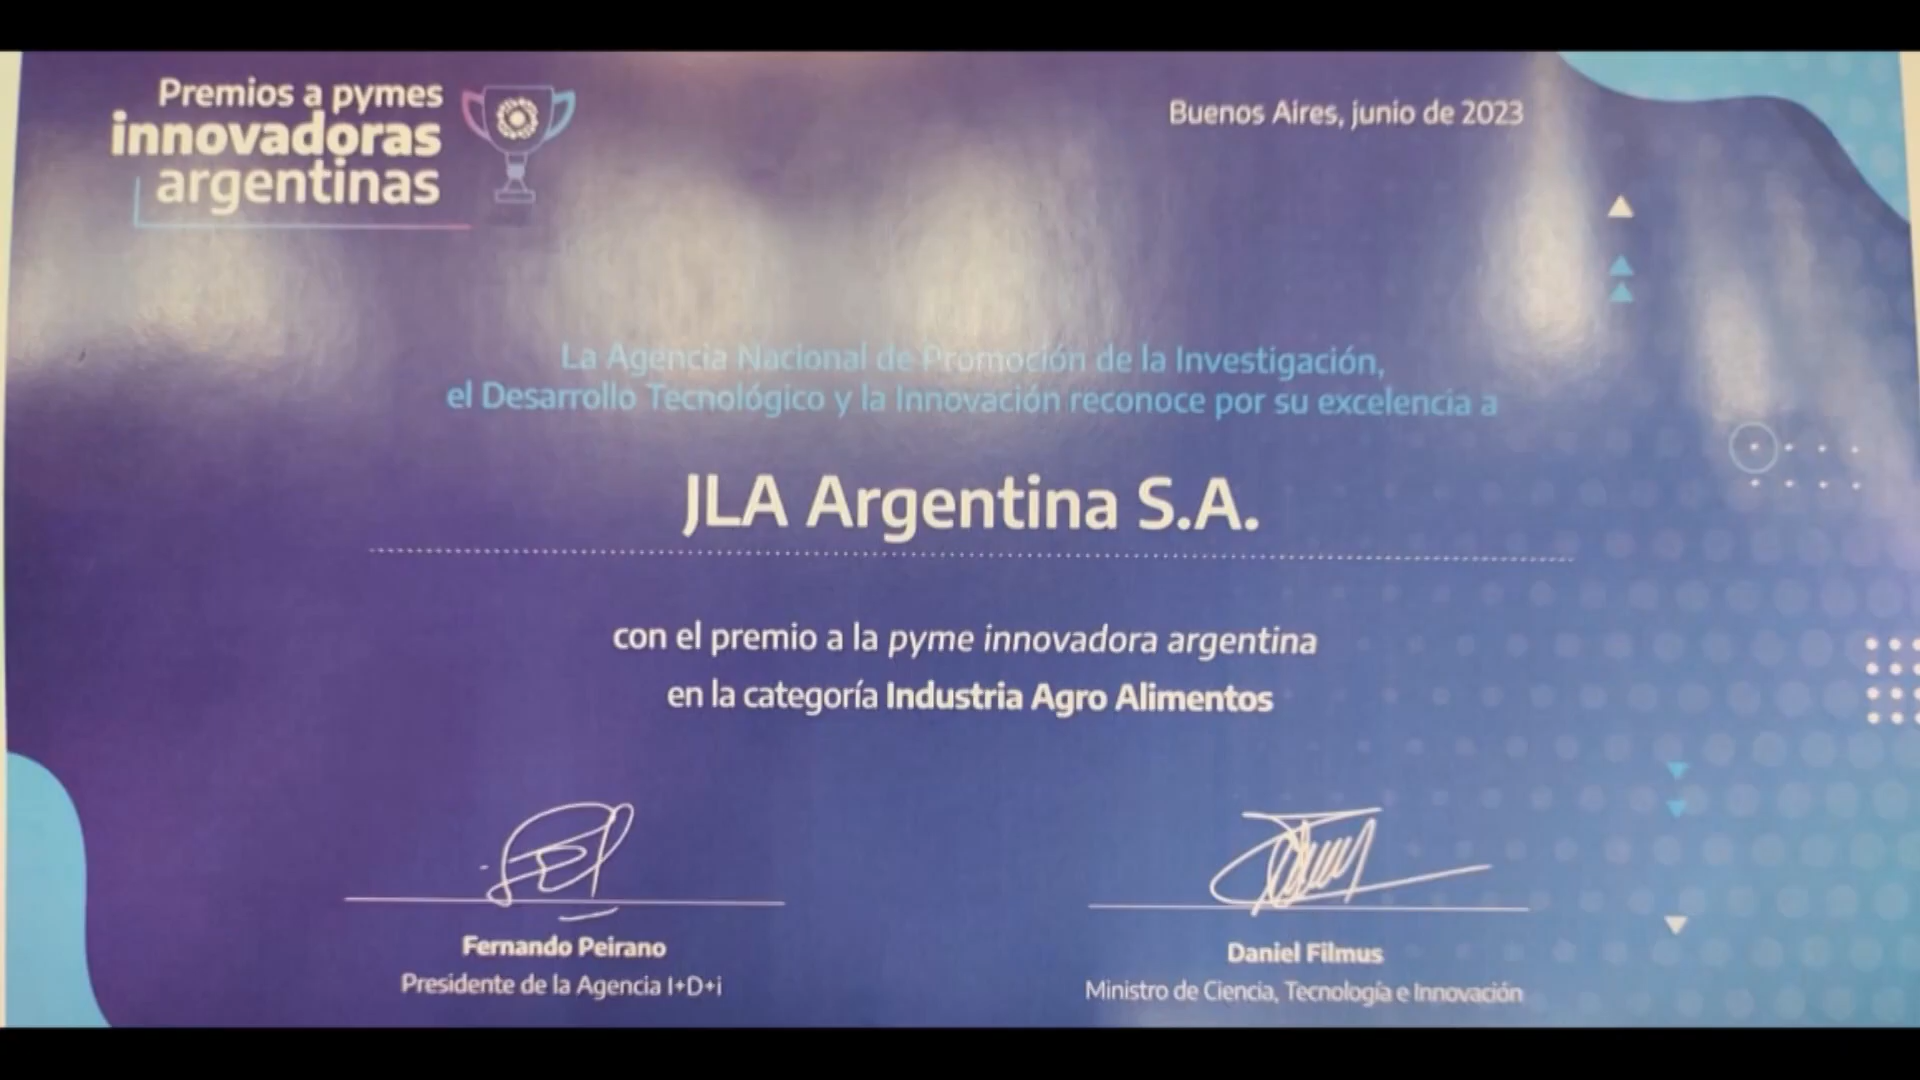 Premios a pymes
innovadoras
argentinas
Buenos Aires, junio de 2023
La Agencia Nacional de Promoción de la Investigación,
el Desarrollo Tecnológico y la Innovación reconoce por su excelencia a
JLA Argentina S.A.
con el premio a la pyme innovadora argentina
en la categoría Industria Agro Alimentos
Fernando Peirano
Presidente de la Agencia I+D+i
Daniel Filmus
Ministro de Ciencia, Tecnología e Innovación